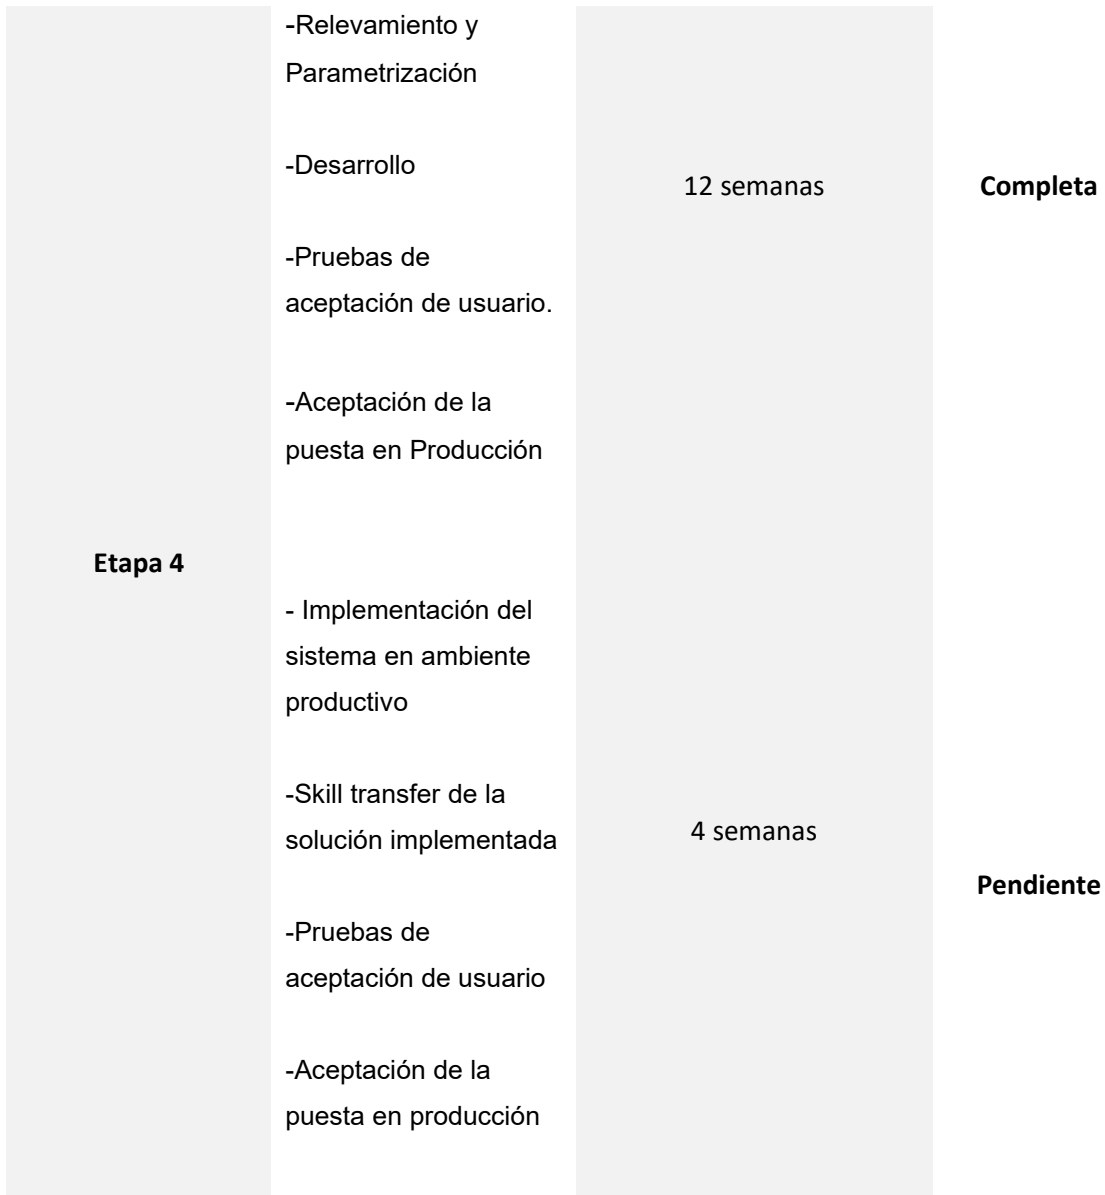 -Relevamiento y
Parametrización
-Desarrollo
12 semanas
Completa
-Pruebas de
aceptación de usuario.
-Aceptación de la
puesta en Producción
Etapa 4
- Implementación del
sistema en ambiente
productivo
-Skill transfer de la
solución implementada
4 semanas
Pendiente
-Pruebas de
aceptación de usuario
-Aceptación de la
puesta en producción